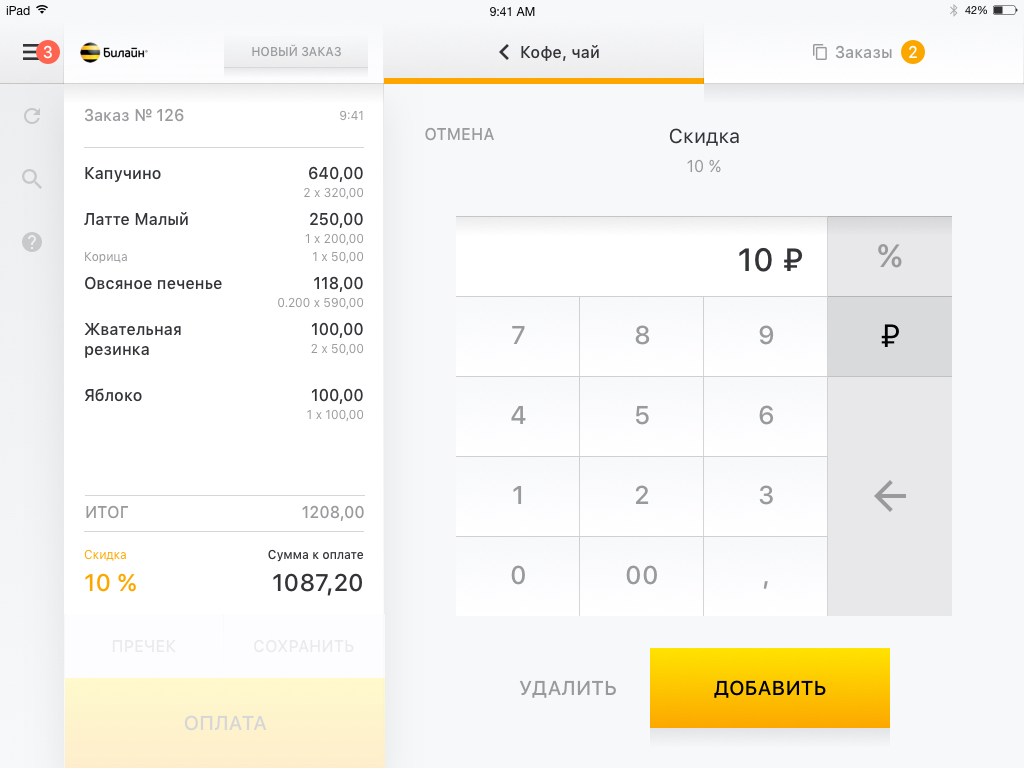 iPad 9:41 AM 42%
3 Билайн НОВЫЙ ЗАКАЗ Кофе, чай Заказы 2
Заказ № 126 9:41
Капучино 640,00
2 x 320,00
Латте Малый 250,00
1 x 200,00
Корица 1 x 50,00
Овсяное печенье 118,00
0.200 x 590,00
Жвательная 100,00
резинка 2 x 50,00
Яблоко 100,00
1 x 100,00
ИТОГ 1208,00
Скидка Сумма к оплате
10 % 1087,20
ПРЕЧЕК СОХРАНИТЬ
ОПЛАТА
ОТМЕНА Скидка
10 %
10 ₽ %
7 8 9 ₽
4 5 6
1 2 3
0 00 ,
УДАЛИТЬ ДОБАВИТЬ